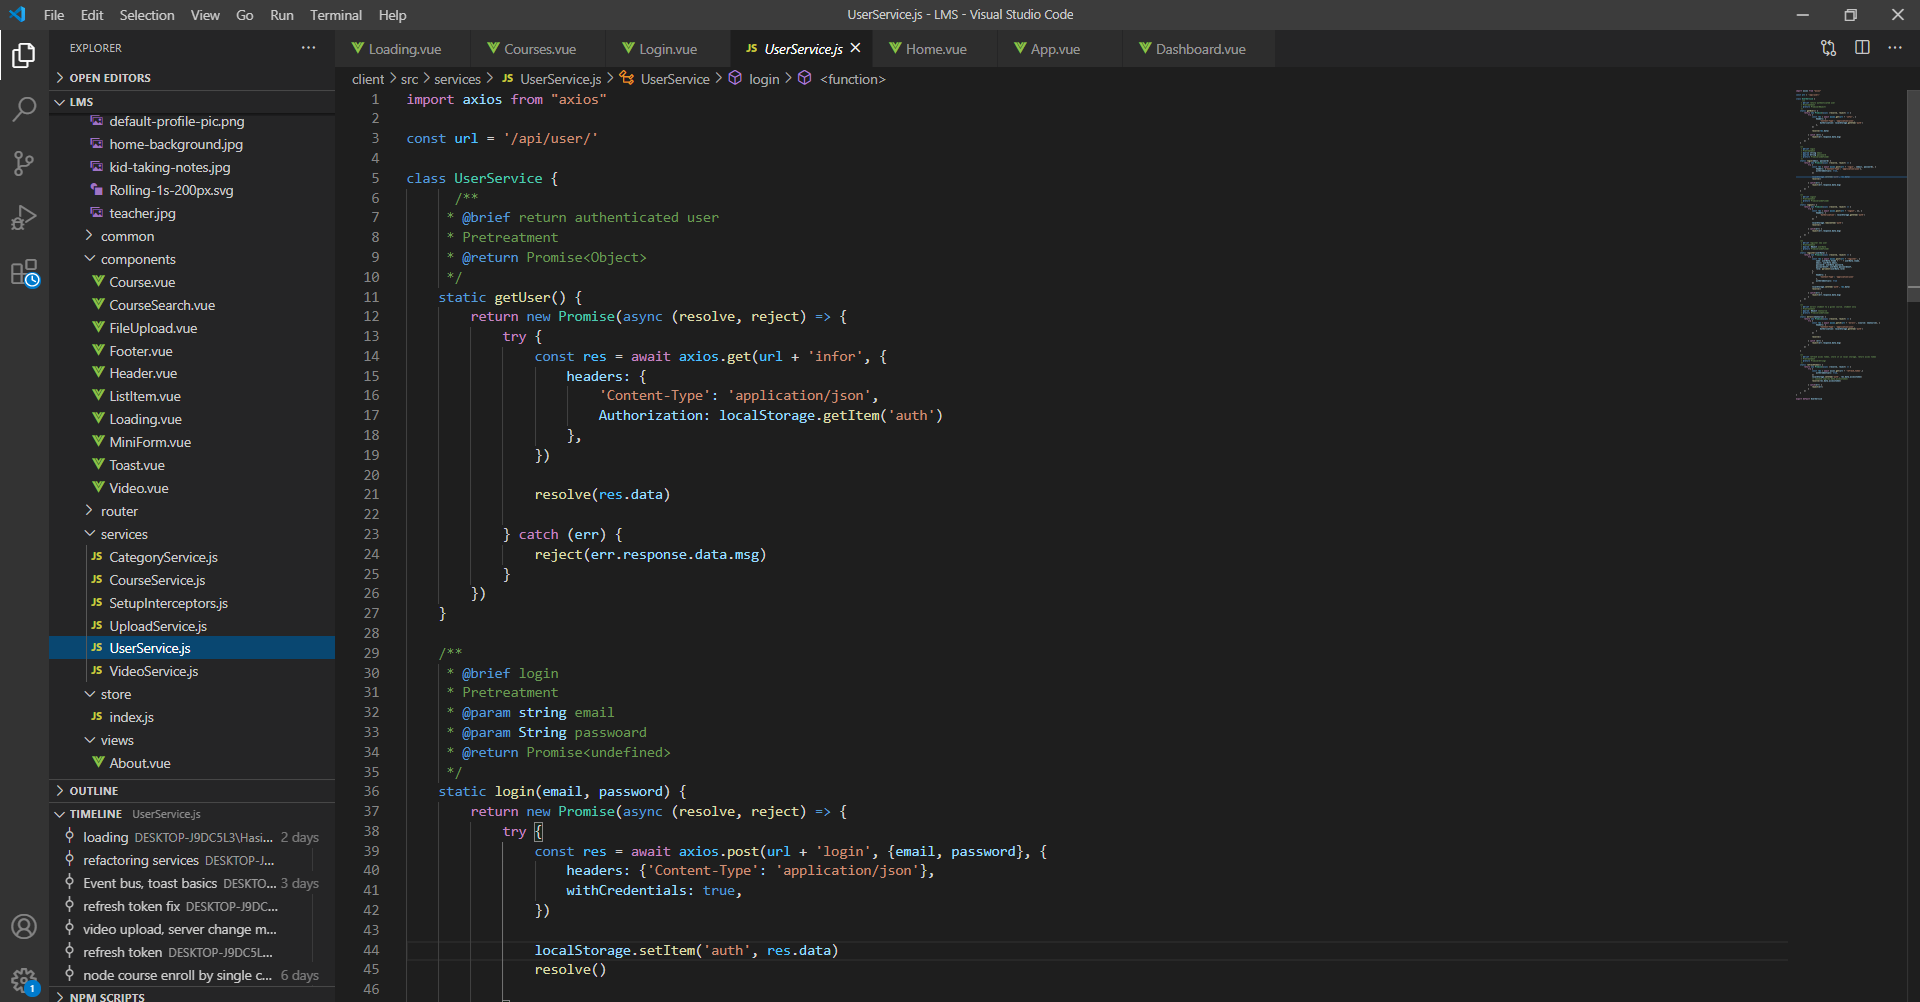 File Edit Selection View Go Run Terminal Help
UserService.js - LMS - Visual Studio Code
EXPLORER
OPEN EDITORS
LMS
default-profile-pic.png
home-background.jpg
kid-taking-notes.jpg
Rolling-1s-200px.svg
teacher.jpg
common
components
Course.vue
CourseSearch.vue
FileUpload.vue
Footer.vue
Header.vue
ListItem.vue
Loading.vue
MiniForm.vue
Toast.vue
Video.vue
router
services
JS CategoryService.js
JS CourseService.js
JS SetupInterceptors.js
JS UploadService.js
JS UserService.js
JS VideoService.js
store
JS index.js
views
About.vue
OUTLINE
TIMELINE UserService.js
loading DESKTOP-J9DC5L3\Hasi... 2 days
refactoring services DESKTOP-J...
Event bus, toast basics DESKTO... 3 days
refresh token fix DESKTOP-J9DC...
video upload, server change m...
refresh token DESKTOP-J9DC5L...
node course enroll by single c... 6 days
NPM SCRIPTS
1
Loading.vue Courses.vue Login.vue JS UserService.js Home.vue App.vue Dashboard.vue
client > src > services > JS UserService.js > UserService > login > <function>
1 import axios from "axios"
2
3 const url = '/api/user/'
4
5 class UserService {
6 /**
7 * @brief return authenticated user
8 * Pretreatment
9 * @return Promise<Object>
10 */
11 static getUser() {
12 return new Promise(async (resolve, reject) => {
13 try {
14 const res = await axios.get(url + 'infor', {
15 headers: {
16 'Content-Type': 'application/json',
17 Authorization: localStorage.getItem('auth')
18 },
19 })
20
21 resolve(res.data)
22
23 } catch (err) {
24 reject(err.response.data.msg)
25 }
26 })
27 }
28
29 /**
30 * @brief login
31 * Pretreatment
32 * @param string email
33 * @param String passwoard
34 * @return Promise<undefined>
35 */
36 static login(email, password) {
37 return new Promise(async (resolve, reject) => {
38 try {
39 const res = await axios.post(url + 'login', {email, password}, {
40 headers: {'Content-Type': 'application/json'},
41 withCredentials: true,
42 })
43
44 localStorage.setItem('auth', res.data)
45 resolve()
46